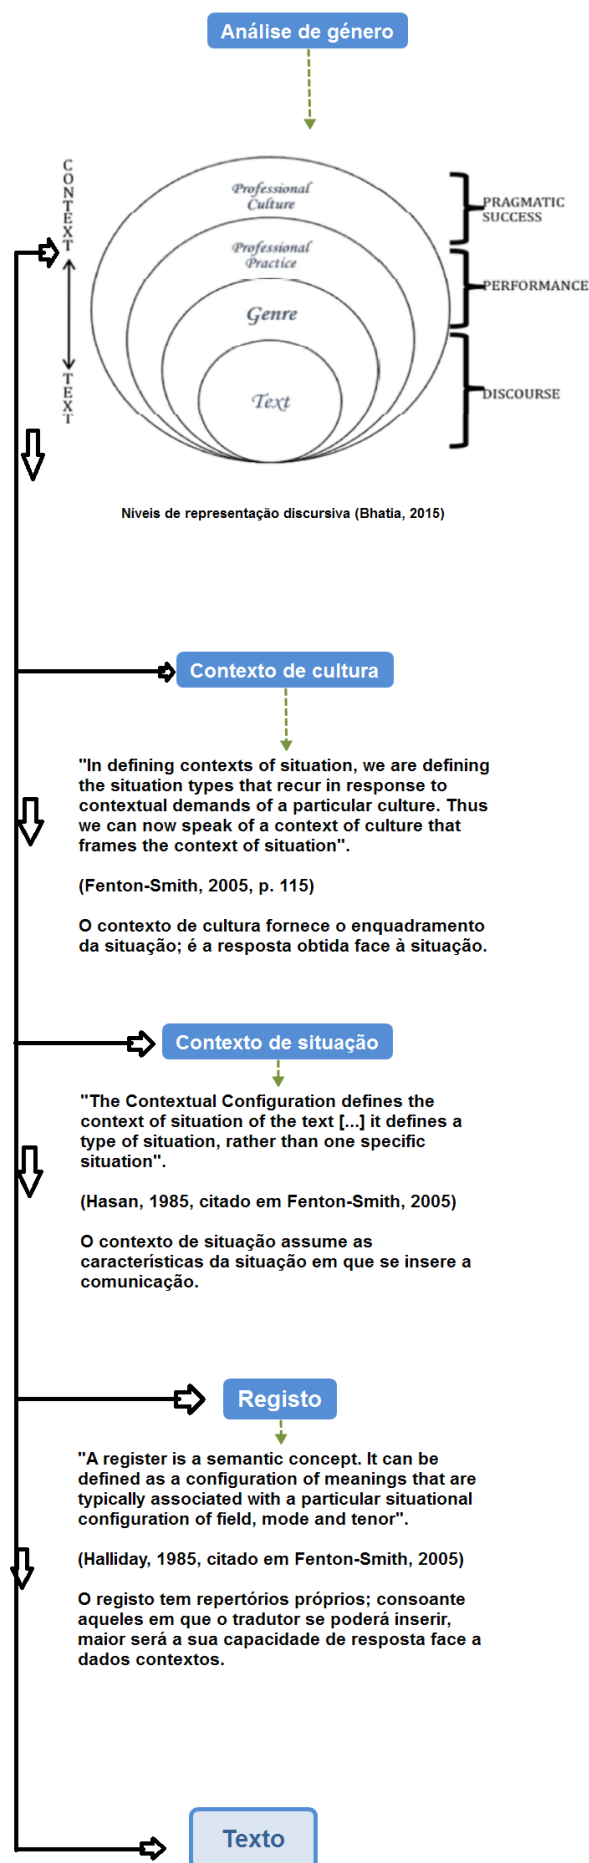 Análise de género
CONTEXT
TEXT
Professional
Culture
Professional
Practice
Genre
Text
PRAGMATIC
SUCCESS
PERFORMANCE
DISCOURSE
Níveis de representação discursiva (Bhatia, 2015)
Contexto de cultura
"In defining contexts of situation, we are defining
the situation types that recur in response to
contextual demands of a particular culture. Thus
we can now speak of a context of culture that
frames the context of situation".
(Fenton-Smith, 2005, p. 115)
O contexto de cultura fornece o enquadramento
da situação; é a resposta obtida face à situação.
Contexto de situação
"The Contextual Configuration defines the
context of situation of the text [...] it defines a
type of situation, rather than one specific
situation".
(Hasan, 1985, citado em Fenton-Smith, 2005)
O contexto de situação assume as
características da situação em que se insere a
comunicação.
Registo
"A register is a semantic concept. It can be
defined as a configuration of meanings that are
typically associated with a particular situational
configuration of field, mode and tenor".
(Halliday, 1985, citado em Fenton-Smith, 2005)
O registo tem repertórios próprios; consoante
aqueles em que o tradutor se poderá inserir,
maior será a sua capacidade de resposta face a
dados contextos.
Texto